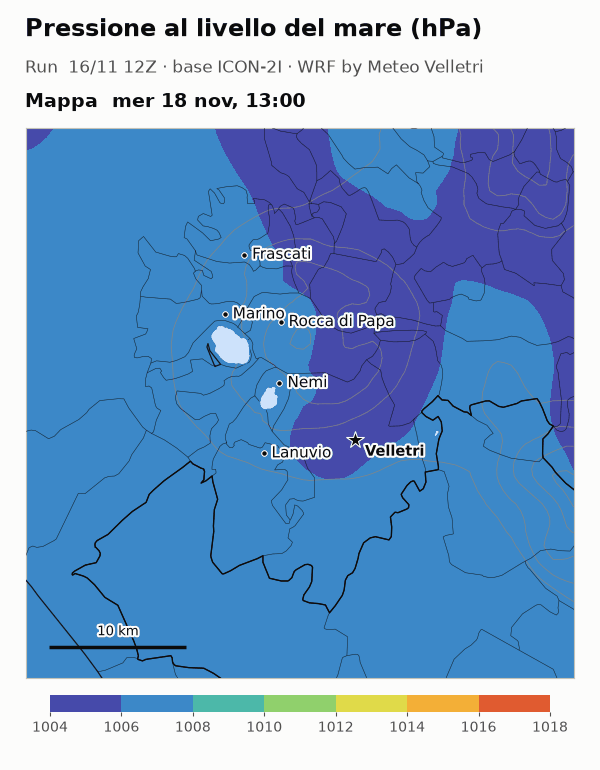 Pressione al livello del mare (hPa)
Run  16/11 12Z · base ICON-2I · WRF by Meteo Velletri
Mappa  mer 18 nov, 13:00
Frascati
Marino
Rocca di Papa
Nemi
Velletri
Lanuvio
10 km
1004 1006 1008 1010 1012 1014 1016 1018